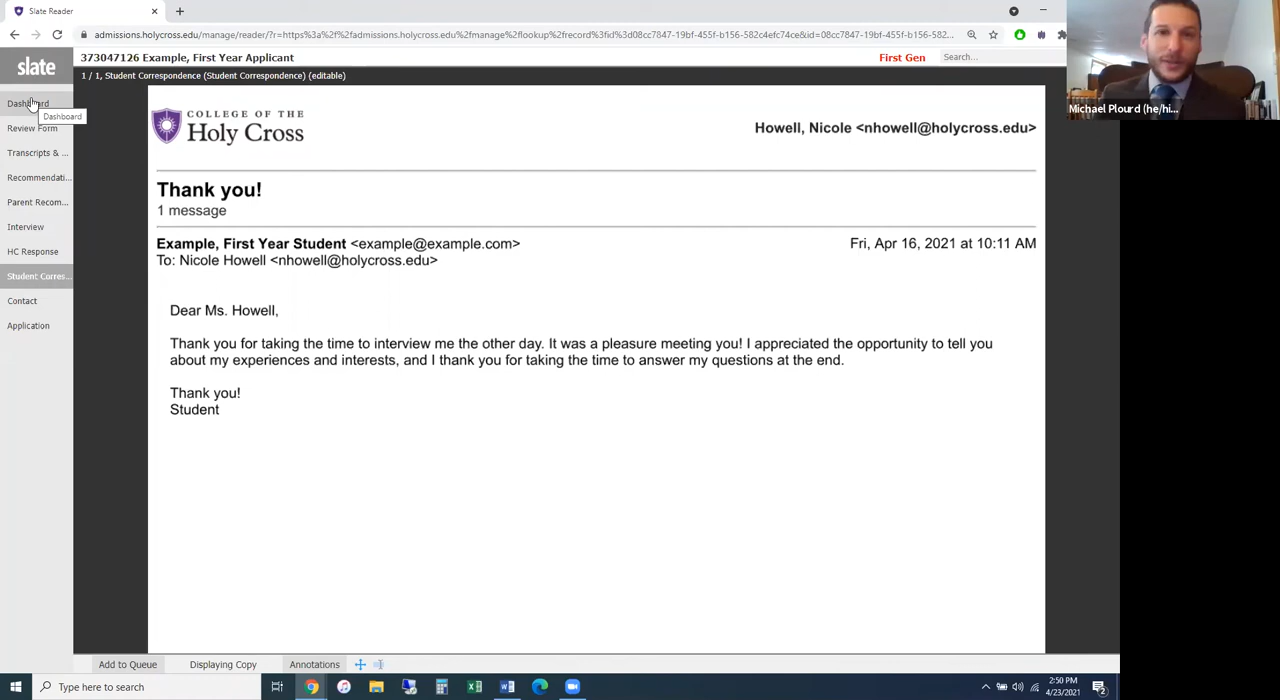 Slate Reader
admissions.holycross.edu/manage/reader/?r=https%3a%2f%2fadmissions.holycross.edu%2fmanage%2flookup%2frecord%3fid%3d08cc7847-19bf-455f-b156-582c4efc74ce&id=08cc7847-19bf-455f-b156-582...
slate
373047126 Example, First Year Applicant
First Gen
Search...
1 / 1, Student Correspondence (Student Correspondence) (editable)
Michael Plourd (he/hi...
Dashboard
Dashboard
Review Form
Transcripts & ...
Recommendati...
Parent Recom...
Interview
HC Response
Student Corres...
Contact
Application
COLLEGE OF THE
Holy Cross
Howell, Nicole <nhowell@holycross.edu>
Thank you!
1 message
Example, First Year Student <example@example.com>
Fri, Apr 16, 2021 at 10:11 AM
To: Nicole Howell <nhowell@holycross.edu>
Dear Ms. Howell,
Thank you for taking the time to interview me the other day. It was a pleasure meeting you! I appreciated the opportunity to tell you
about my experiences and interests, and I thank you for taking the time to answer my questions at the end.
Thank you!
Student
Add to Queue
Displaying Copy
Annotations
Type here to search
2:50 PM
4/23/2021
2